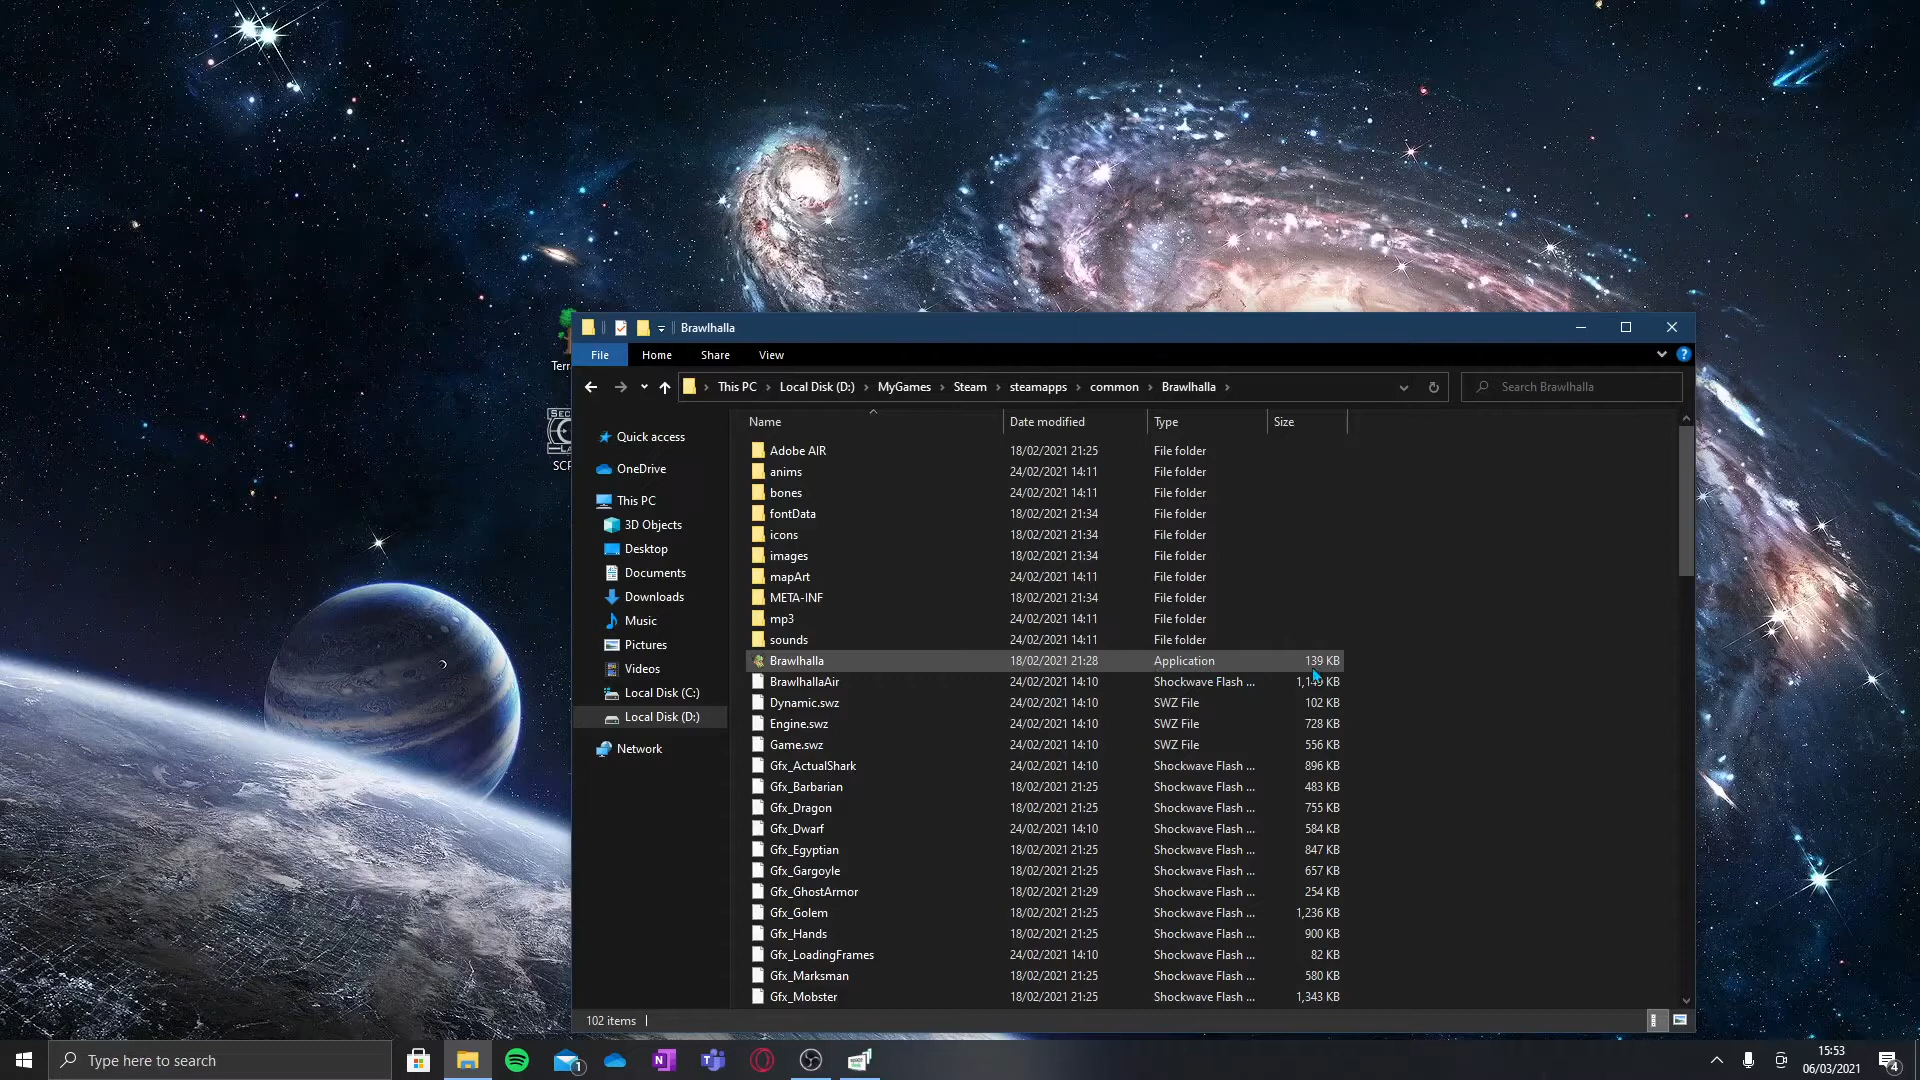 Terr
SEC
SCP
Brawlhalla
File Home Share View
This PC Local Disk (D:) MyGames Steam steamapps common Brawlhalla
Search Brawlhalla
Name Date modified Type Size
Quick access
OneDrive
This PC
3D Objects
Desktop
Documents
Downloads
Music
Pictures
Videos
Local Disk (C:)
Local Disk (D:)
Network
Adobe AIR 18/02/2021 21:25 File folder
anims 24/02/2021 14:11 File folder
bones 24/02/2021 14:11 File folder
fontData 18/02/2021 21:34 File folder
icons 18/02/2021 21:34 File folder
images 18/02/2021 21:34 File folder
mapArt 24/02/2021 14:11 File folder
META-INF 18/02/2021 21:34 File folder
mp3 24/02/2021 14:11 File folder
sounds 24/02/2021 14:11 File folder
Brawlhalla 18/02/2021 21:28 Application 139 KB
BrawlhallaAir 24/02/2021 14:10 Shockwave Flash ... KB
Dynamic.swz 24/02/2021 14:10 SWZ File 102 KB
Engine.swz 24/02/2021 14:10 SWZ File 728 KB
Game.swz 24/02/2021 14:10 SWZ File 556 KB
Gfx_ActualShark 24/02/2021 14:10 Shockwave Flash ... 896 KB
Gfx_Barbarian 18/02/2021 21:25 Shockwave Flash ... 483 KB
Gfx_Dragon 18/02/2021 21:25 Shockwave Flash ... 755 KB
Gfx_Dwarf 24/02/2021 14:10 Shockwave Flash ... 584 KB
Gfx_Egyptian 18/02/2021 21:25 Shockwave Flash ... 847 KB
Gfx_Gargoyle 18/02/2021 21:25 Shockwave Flash ... 657 KB
Gfx_GhostArmor 18/02/2021 21:29 Shockwave Flash ... 254 KB
Gfx_Golem 18/02/2021 21:25 Shockwave Flash ... 1,236 KB
Gfx_Hands 18/02/2021 21:25 Shockwave Flash ... 900 KB
Gfx_LoadingFrames 24/02/2021 14:10 Shockwave Flash ... 82 KB
Gfx_Marksman 18/02/2021 21:25 Shockwave Flash ... 580 KB
Gfx_Mobster 18/02/2021 21:25 Shockwave Flash ... 1,343 KB
102 items
Type here to search
1
15:53
06/03/2021
4